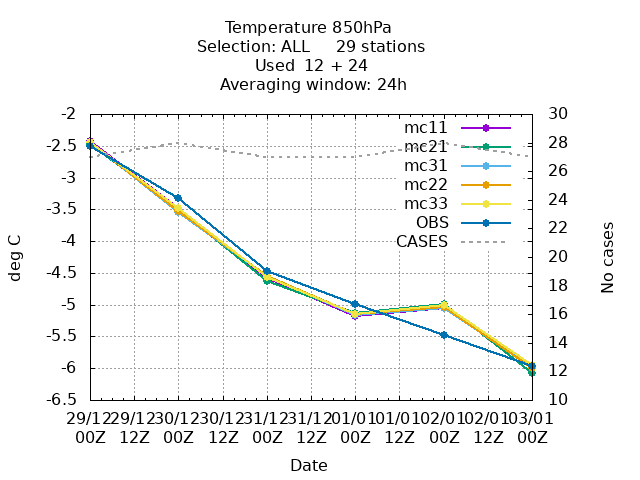 Temperature 850hPa
Selection: ALL 29 stations
Used 12 + 24
Averaging window: 24h
-2 30
mc11
-2.5 mc21 28
mc31
-3 26
mc22
mc33
-3.5 24
OBS
22
-4 CASES
20
deg C
No cases
-4.5
18
-5
16
-5.5
14
-6
12
-6.5 10
29/12 29/12 30/12 30/12 31/12 31/12 01/01 01/01 02/01 02/01 03/01
00Z 12Z 00Z 12Z 00Z 12Z 00Z 12Z 00Z 12Z 00Z
Date